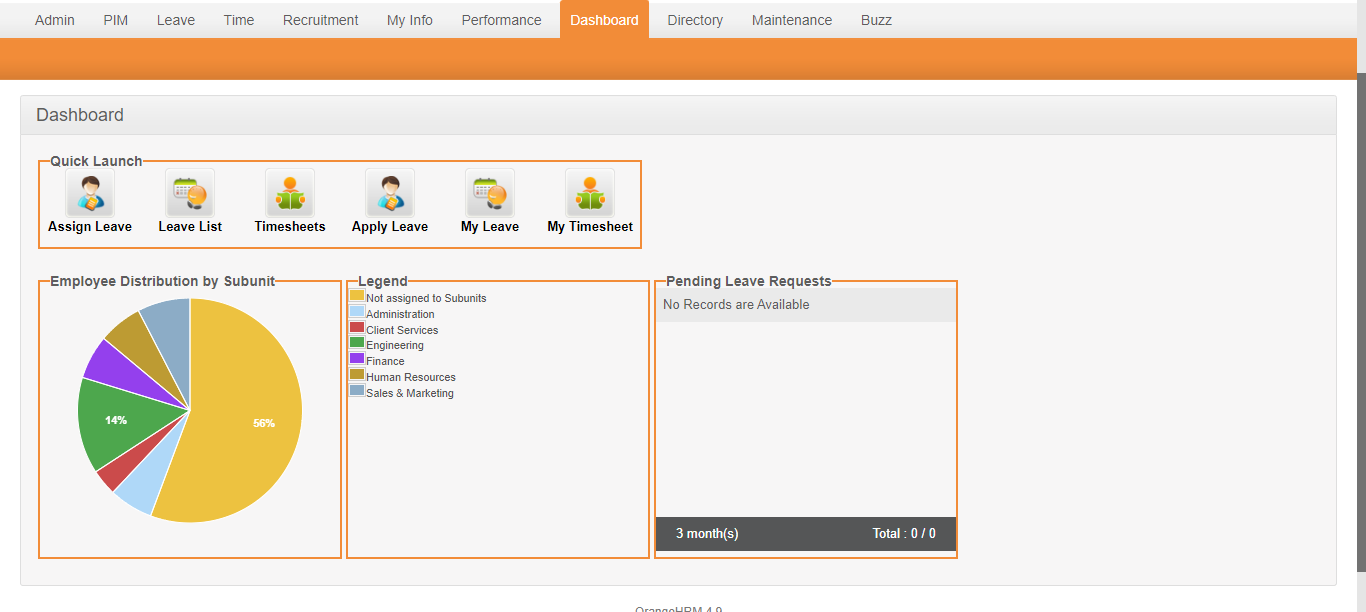 Admin PIM Leave Time Recruitment My Info Performance Dashboard Directory Maintenance Buzz
Dashboard
Quick Launch
Assign Leave Leave List Timesheets Apply Leave My Leave My Timesheet
Employee Distribution by Subunit
14%
56%
Legend
Not assigned to Subunits
Administration
Client Services
Engineering
Finance
Human Resources
Sales & Marketing
Pending Leave Requests
No Records are Available
3 month(s) Total : 0 / 0
OrangeHRM 4.9